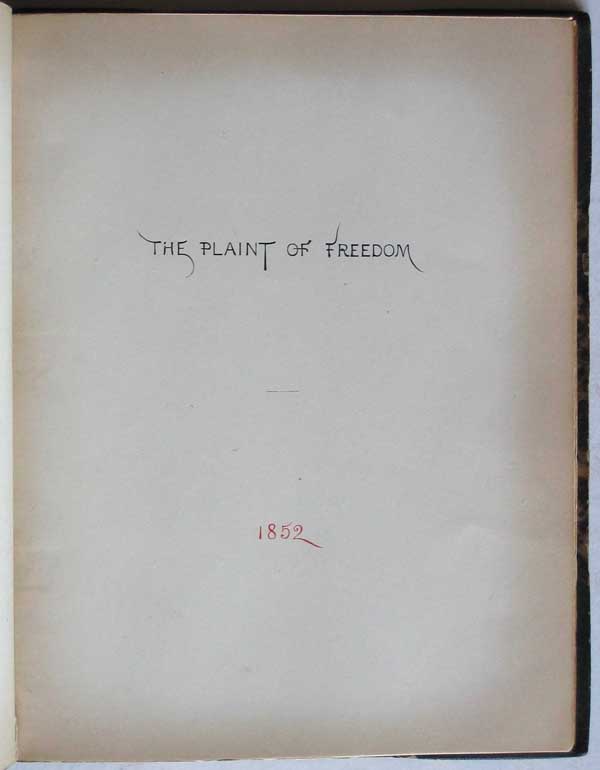 THE PLAINT OF FREEDOM
1852